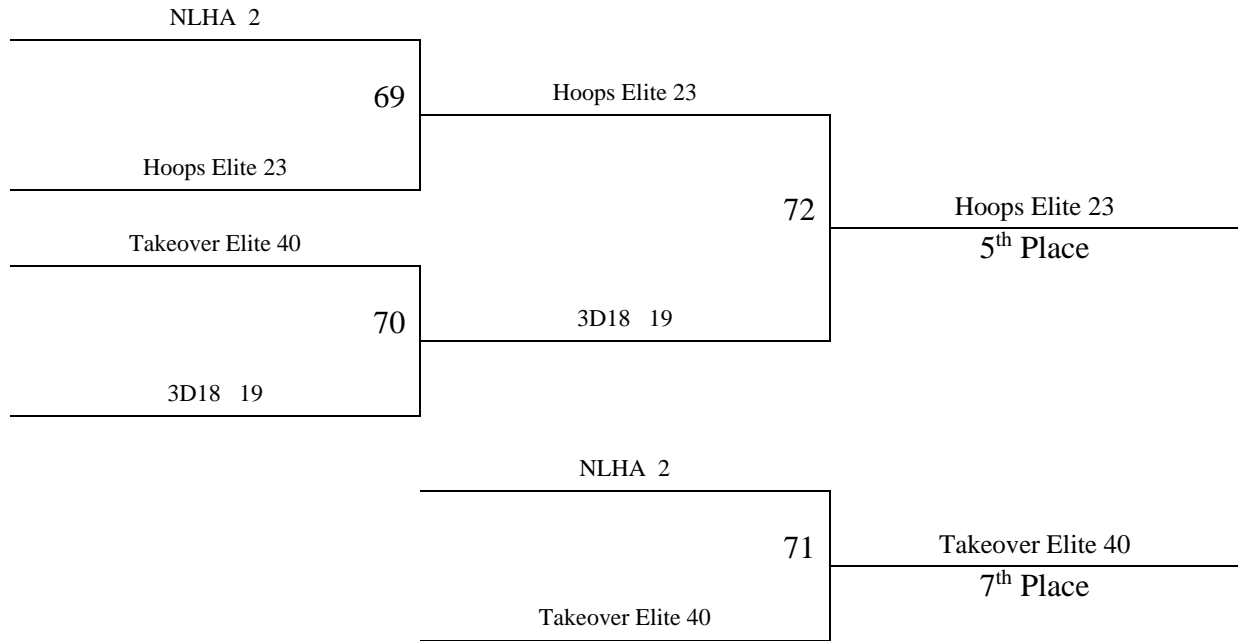 NLHA 2
69
Hoops Elite 23
Hoops Elite 23
72
Hoops Elite 23
5th Place
Takeover Elite 40
70
3D18 19
3D18 19
NLHA 2
71
Takeover Elite 40
7th Place
Takeover Elite 40